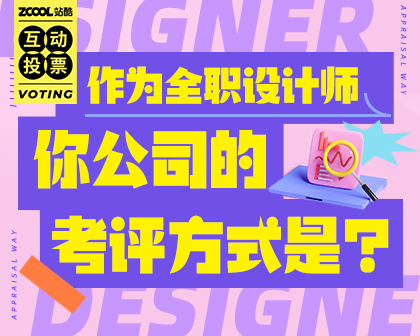 DESIGNER
ZCOOL站酷
互动
投票
VOTING
作为全职设计师
你公司的
考评方式是?
APPRAISAL WAY
APPRAISAL WAY
DESIGNE